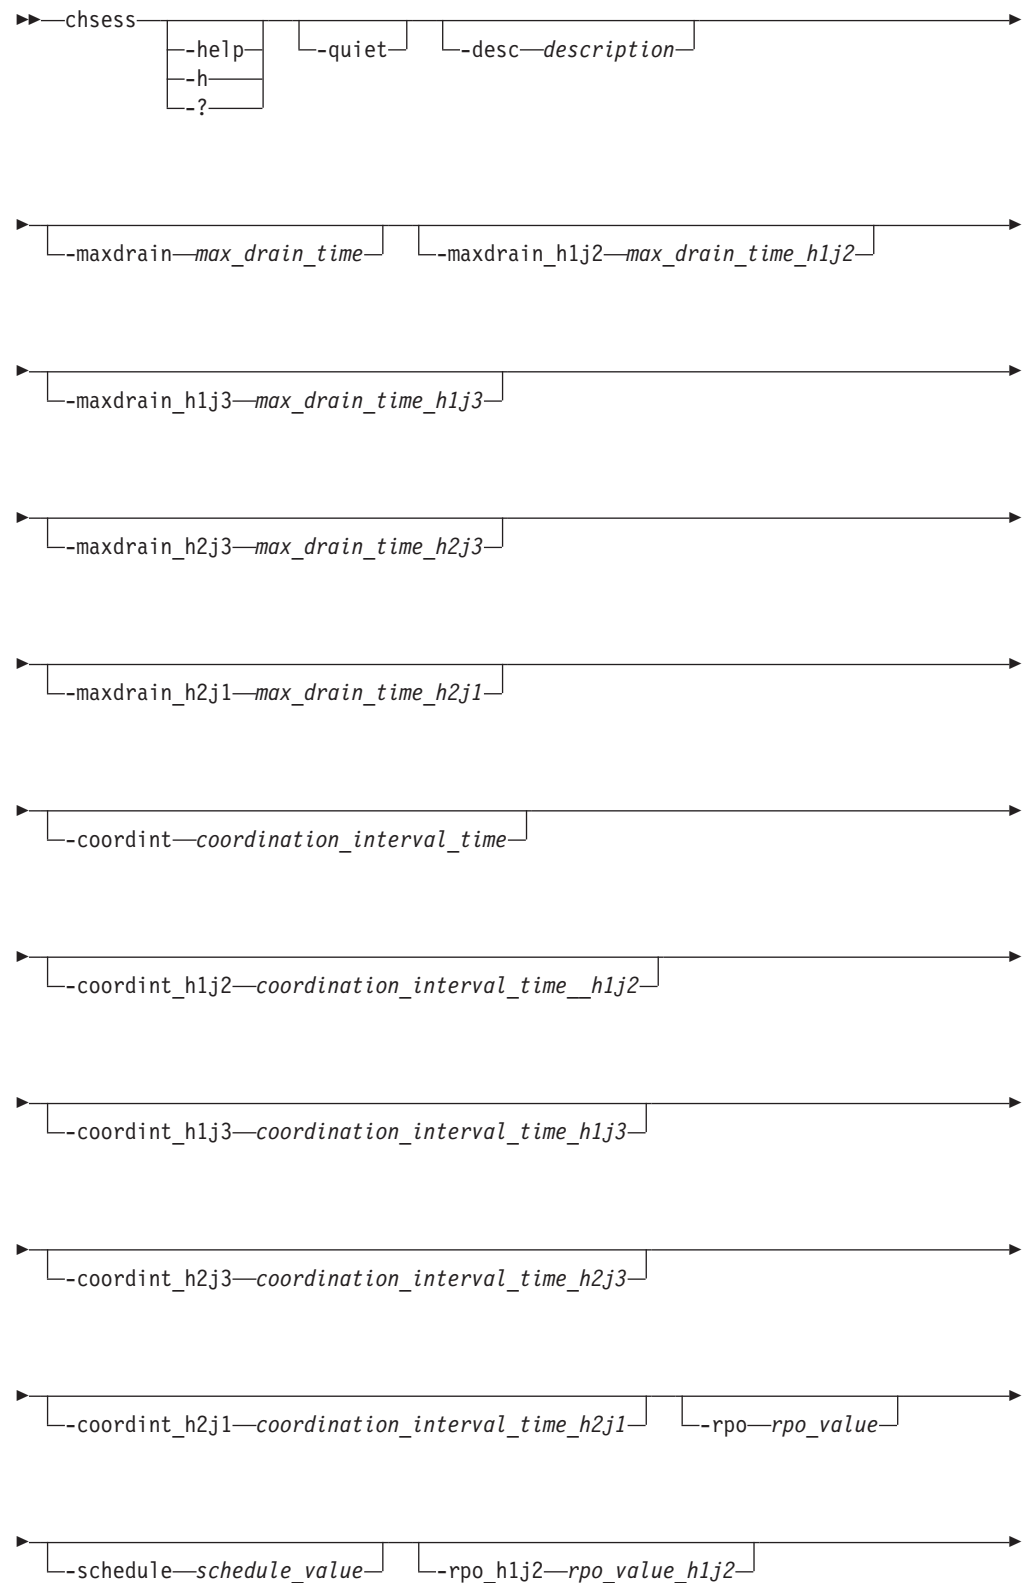 chsess
-help -quiet -desc description
-h
-?
-maxdrain max_drain_time -maxdrain_h1j2 max_drain_time_h1j2
-maxdrain_h1j3 max_drain_time_h1j3
-maxdrain_h2j3 max_drain_time_h2j3
-maxdrain_h2j1 max_drain_time_h2j1
-coordint coordination_interval_time
-coordint_h1j2 coordination_interval_time__h1j2
-coordint_h1j3 coordination_interval_time_h1j3
-coordint_h2j3 coordination_interval_time_h2j3
-coordint_h2j1 coordination_interval_time_h2j1 -rpo rpo_value
-schedule schedule_value -rpo_h1j2 rpo_value_h1j2